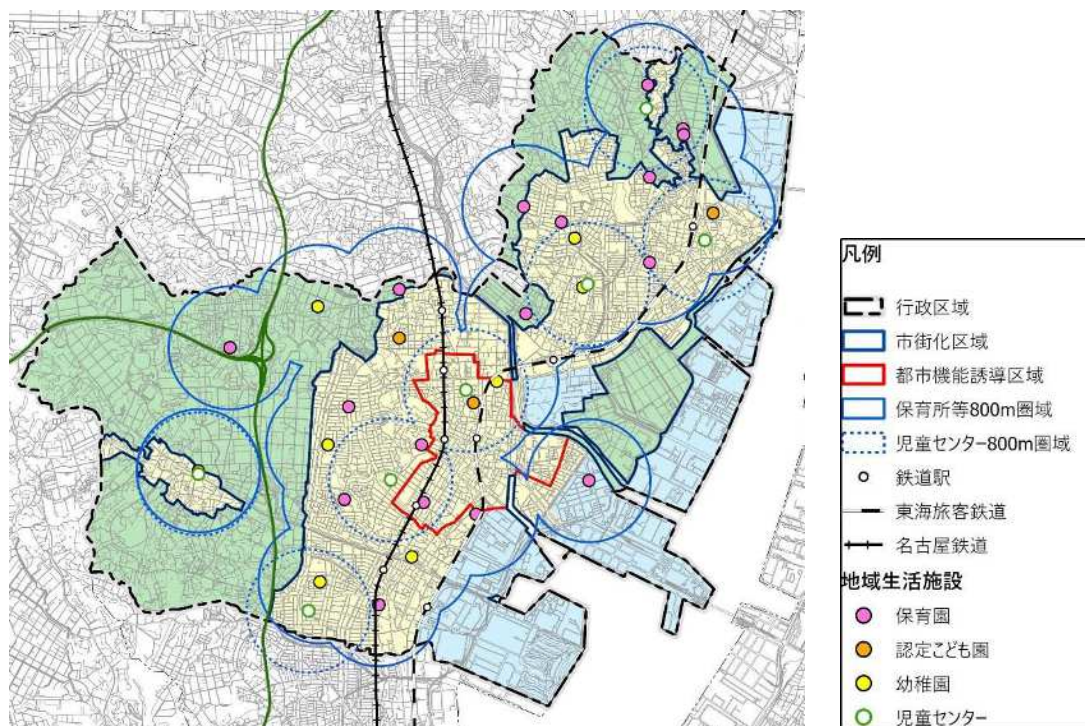 凡例
行政区域
市街化区域
都市機能誘導区域
保育所等800m圏域
児童センター800m圏域
鉄道駅
東海旅客鉄道
名古屋鉄道
地域生活施設
保育園
認定こども園
幼稚園
児童センター